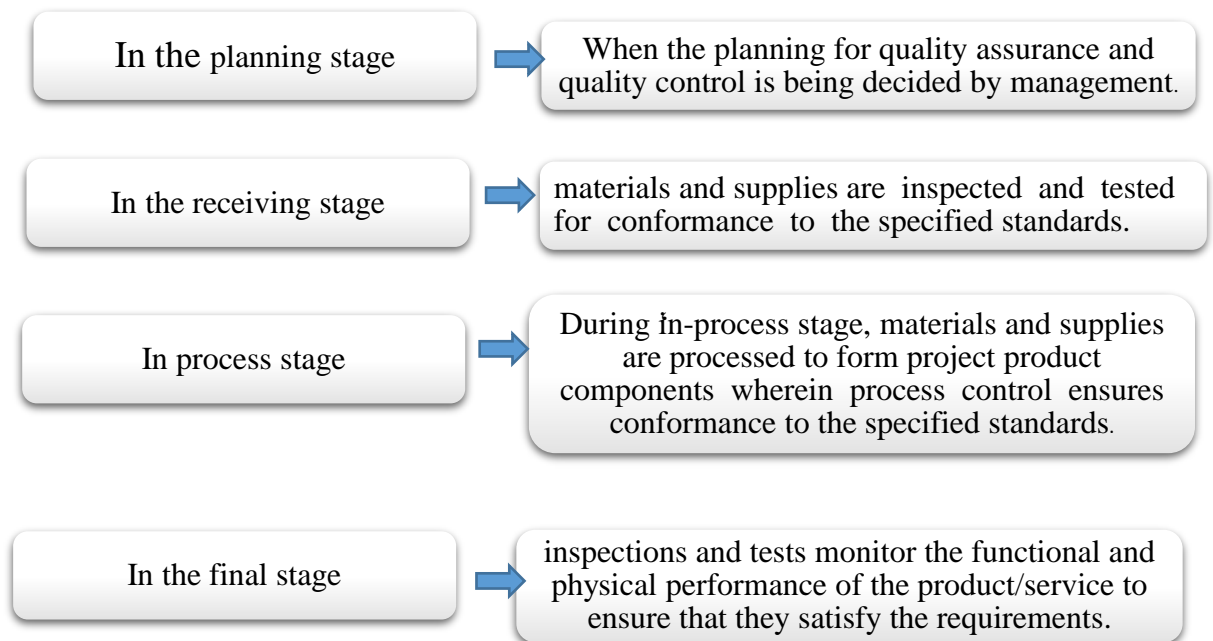 In the planning stage
When the planning for quality assurance and
quality control is being decided by management.
In the receiving stage
materials and supplies are inspected and tested
for conformance to the specified standards.
In process stage
During in-process stage, materials and supplies
are processed to form project product
components wherein process control ensures
conformance to the specified standards.
In the final stage
inspections and tests monitor the functional and
physical performance of the product/service to
ensure that they satisfy the requirements.